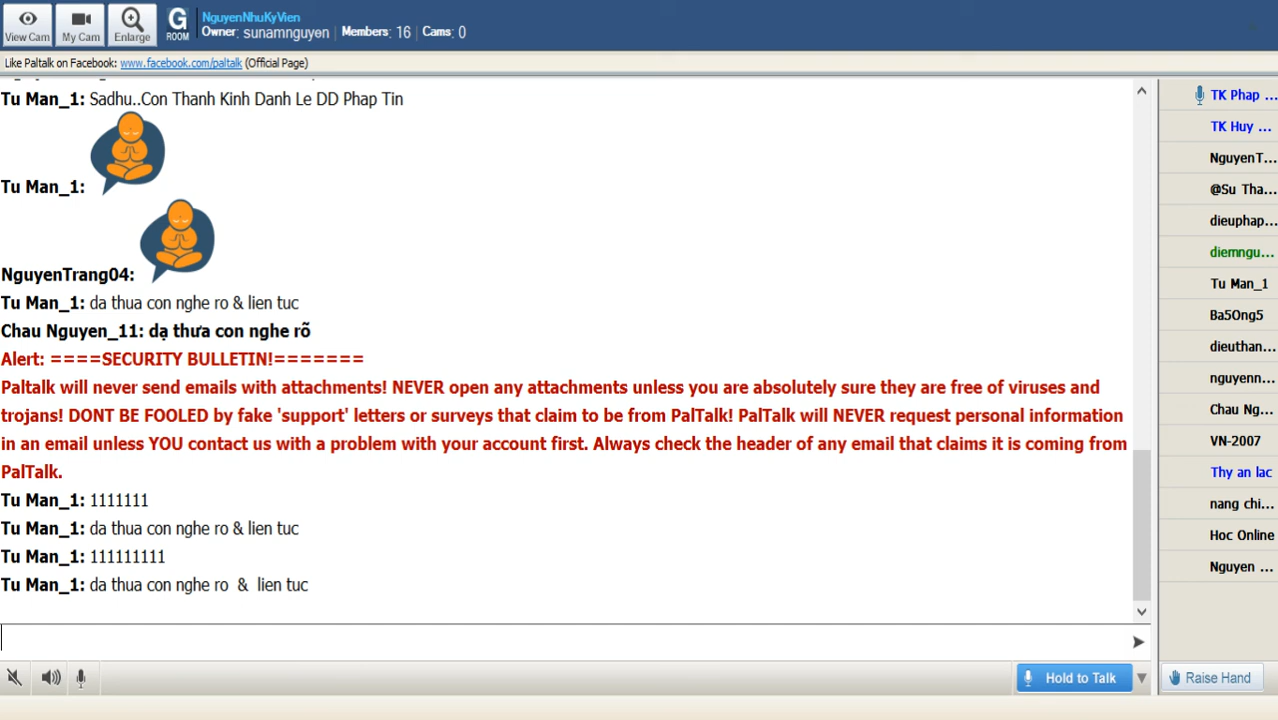 View Cam
My Cam
Enlarge
G
ROOM
NguyenNhuKyVien
Owner: sunamnguyen Members: 16 Cams: 0
Like Paltalk on Facebook: www.facebook.com/paltalk (Official Page)
Tu Man_1: Sadhu..Con Thanh Kinh Danh Le DD Phap Tin
Tu Man_1:
NguyenTrang04:
Tu Man_1: da thua con nghe ro & lien tuc
Chau Nguyen_11: dạ thưa con nghe rõ
Alert: ====SECURITY BULLETIN!=======
Paltalk will never send emails with attachments! NEVER open any attachments unless you are absolutely sure they are free of viruses and
trojans! DONT BE FOOLED by fake 'support' letters or surveys that claim to be from PalTalk! PalTalk will NEVER request personal information
in an email unless YOU contact us with a problem with your account first. Always check the header of any email that claims it is coming from
PalTalk.
Tu Man_1: 1111111
Tu Man_1: da thua con nghe ro & lien tuc
Tu Man_1: 111111111
Tu Man_1: da thua con nghe ro & lien tuc
Hold to Talk
TK Phap ...
TK Huy ...
NguyenT...
@Su Tha...
dieuphap...
diemngu...
Tu Man_1
Ba5Ong5
dieuthan...
nguyenn...
Chau Ng...
VN-2007
Thy an lac
nang chi...
Hoc Online
Nguyen ...
Raise Hand